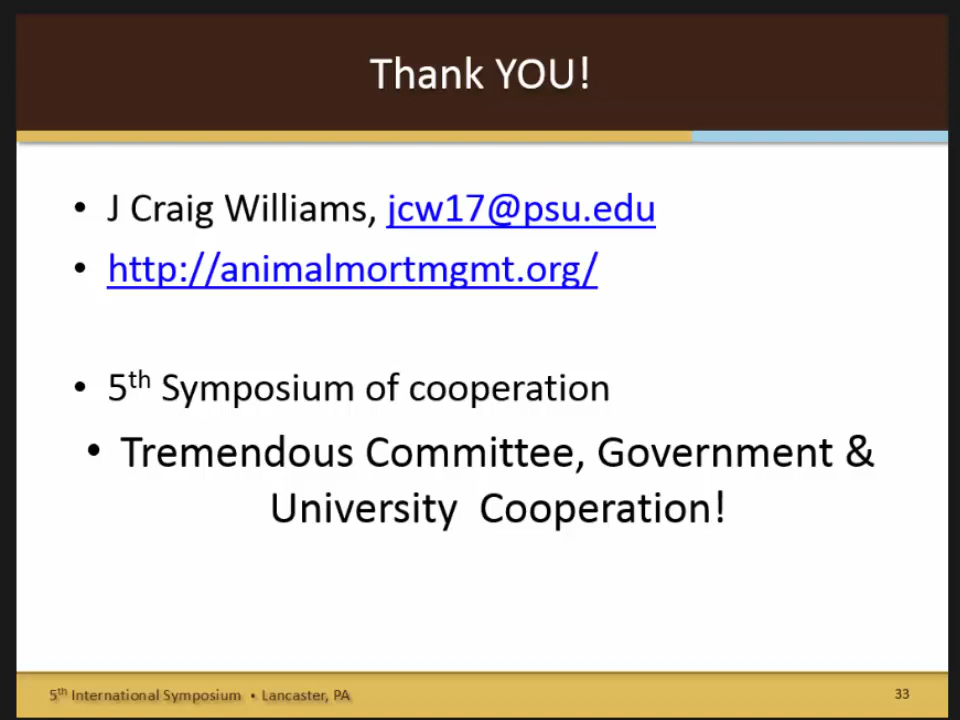 Thank YOU!
• J Craig Williams, jcw17@psu.edu
• http://animalmortmgmt.org/
• 5th Symposium of cooperation
• Tremendous Committee, Government &
University Cooperation!
5th International Symposium • Lancaster, PA
33